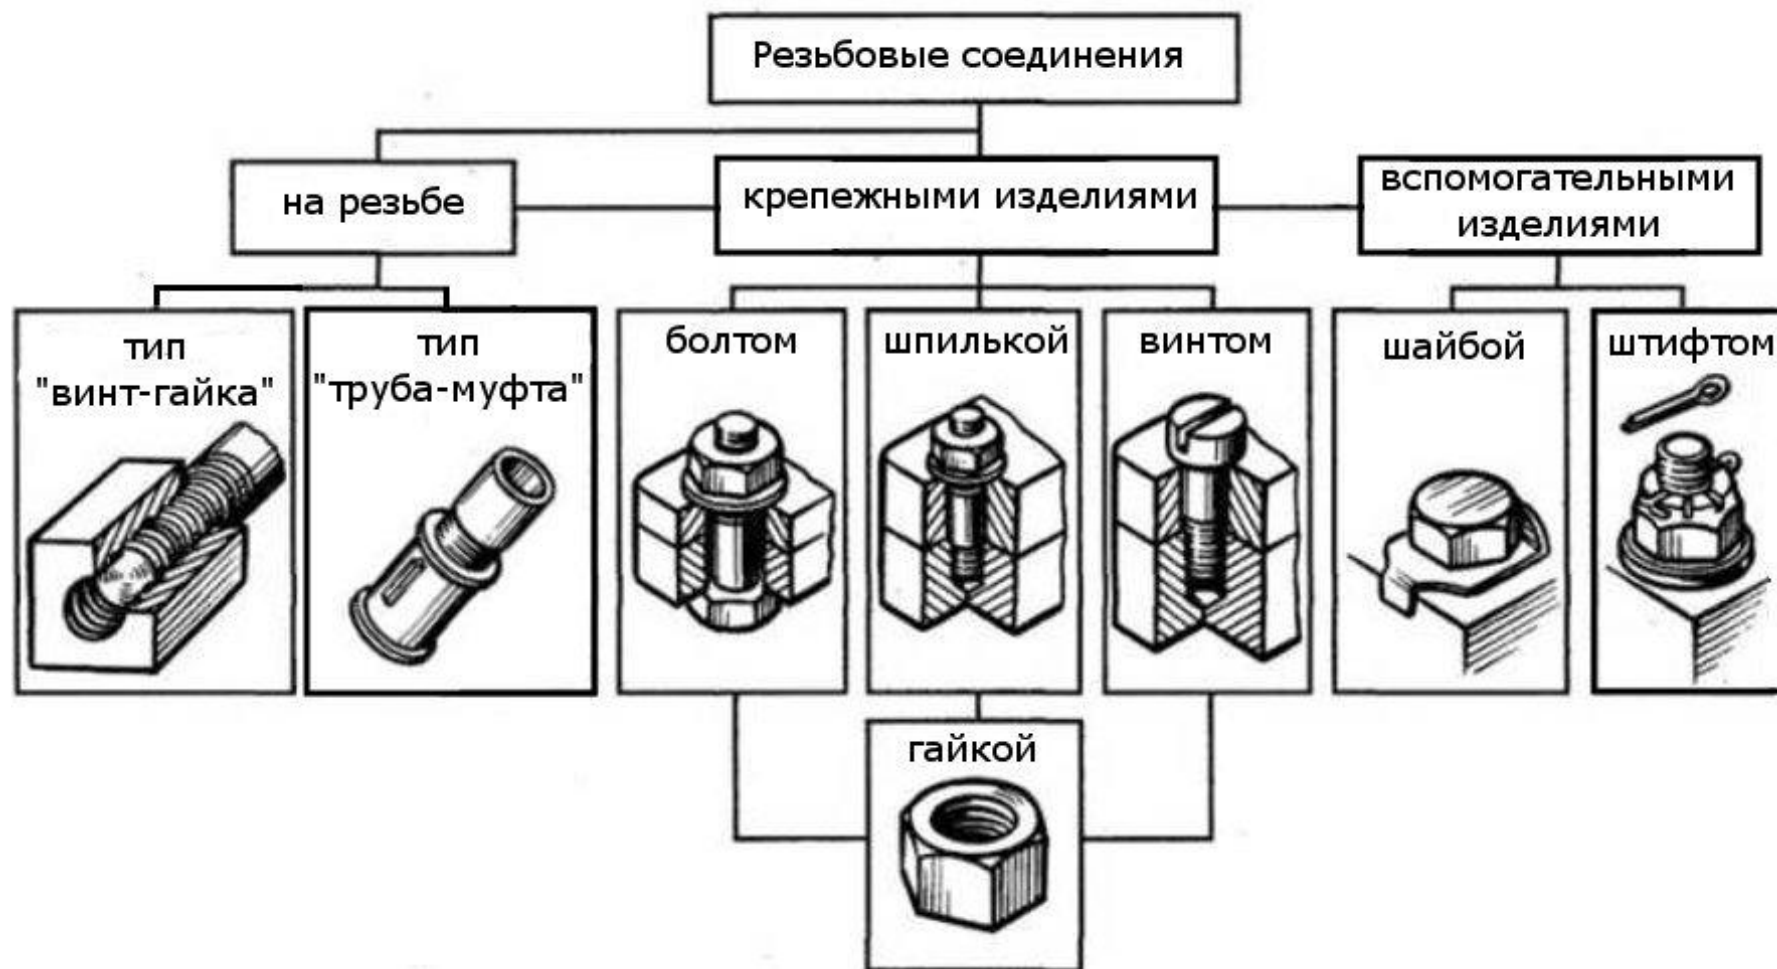 Резьбовые соединения
на резьбе
крепежными изделиями
вспомогательными
изделиями
тип
"винт-гайка"
тип
"труба-муфта"
болтом
шпилькой
винтом
шайбой
штифтом
гайкой